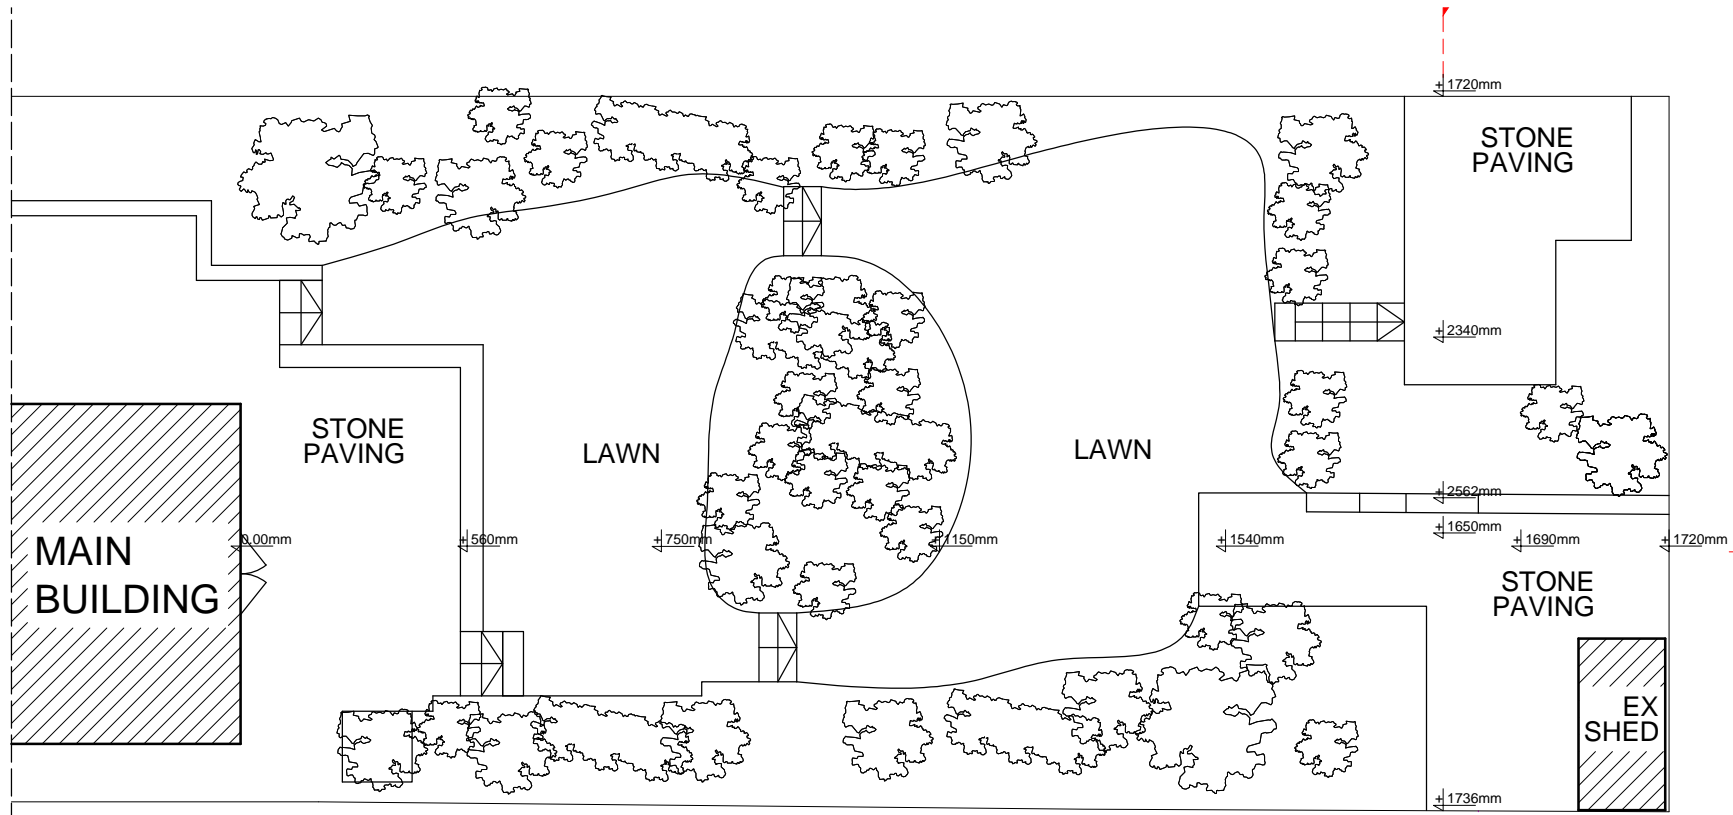 + 1720mm
STONE
PAVING
+ 2340mm
STONE
PAVING
LAWN
LAWN
+ 2562mm
+ 1650mm
0,00mm
+ 560mm
+ 750mm
+ 1150mm
+ 1540mm
+ 1690mm
+ 1720mm
MAIN
BUILDING
STONE
PAVING
EX
SHED
+ 1736mm